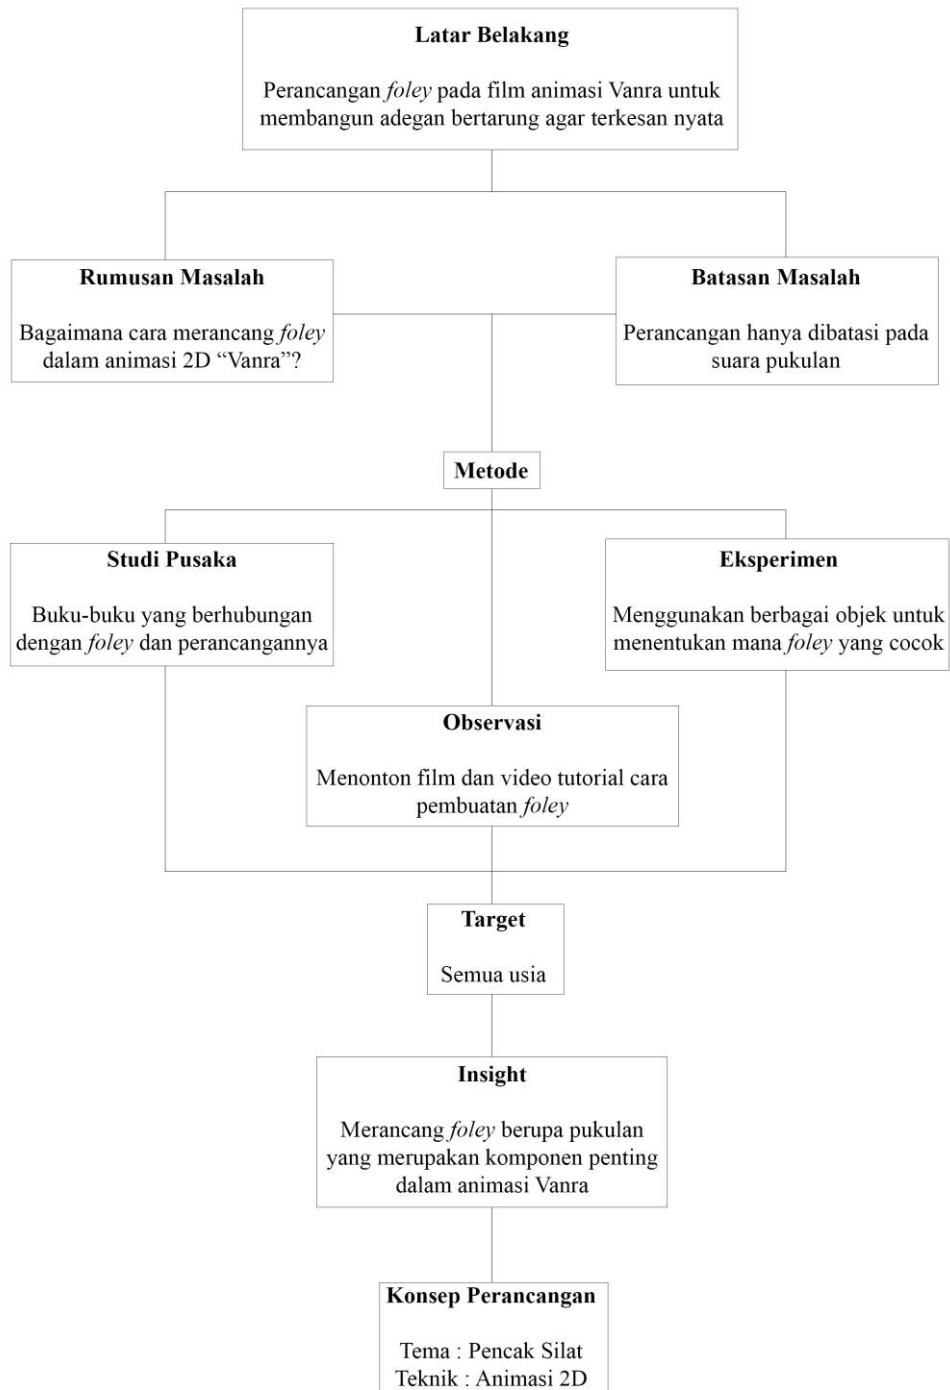 Latar Belakang
Perancangan foley pada film animasi Vanra untuk
membangun adegan bertarung agar terkesan nyata
Rumusan Masalah
Bagaimana cara merancang foley
dalam animasi 2D “Vanra”?
Batasan Masalah
Perancangan hanya dibatasi pada
suara pukulan
Metode
Studi Pusaka
Buku-buku yang berhubungan
dengan foley dan perancangannya
Eksperimen
Menggunakan berbagai objek untuk
menentukan mana foley yang cocok
Observasi
Menonton film dan video tutorial cara
pembuatan foley
Target
Semua usia
Insight
Merancang foley berupa pukulan
yang merupakan komponen penting
dalam animasi Vanra
Konsep Perancangan
Tema : Pencak Silat
Teknik : Animasi 2D